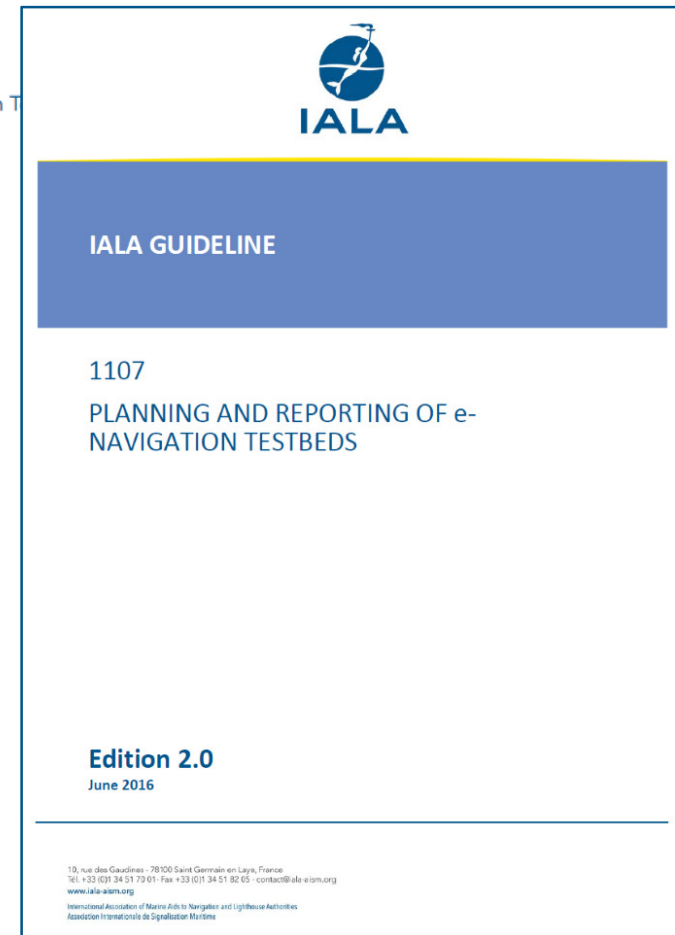 n T
IALA
IALA GUIDELINE
1107
PLANNING AND REPORTING OF e-
NAVIGATION TESTBEDS
Edition 2.0
June 2016
10, rue des Gaudines - 78100 Saint Germain en Laye, France
Tél. +33 (0)1 34 51 70 01- Fax +33 (0)1 34 51 82 05 - contact@iala-aism.org
www.iala-aism.org
International Association of Marine Aids to Navigation and Lighthouse Authorities
Association Internationale de Signalisation Maritime